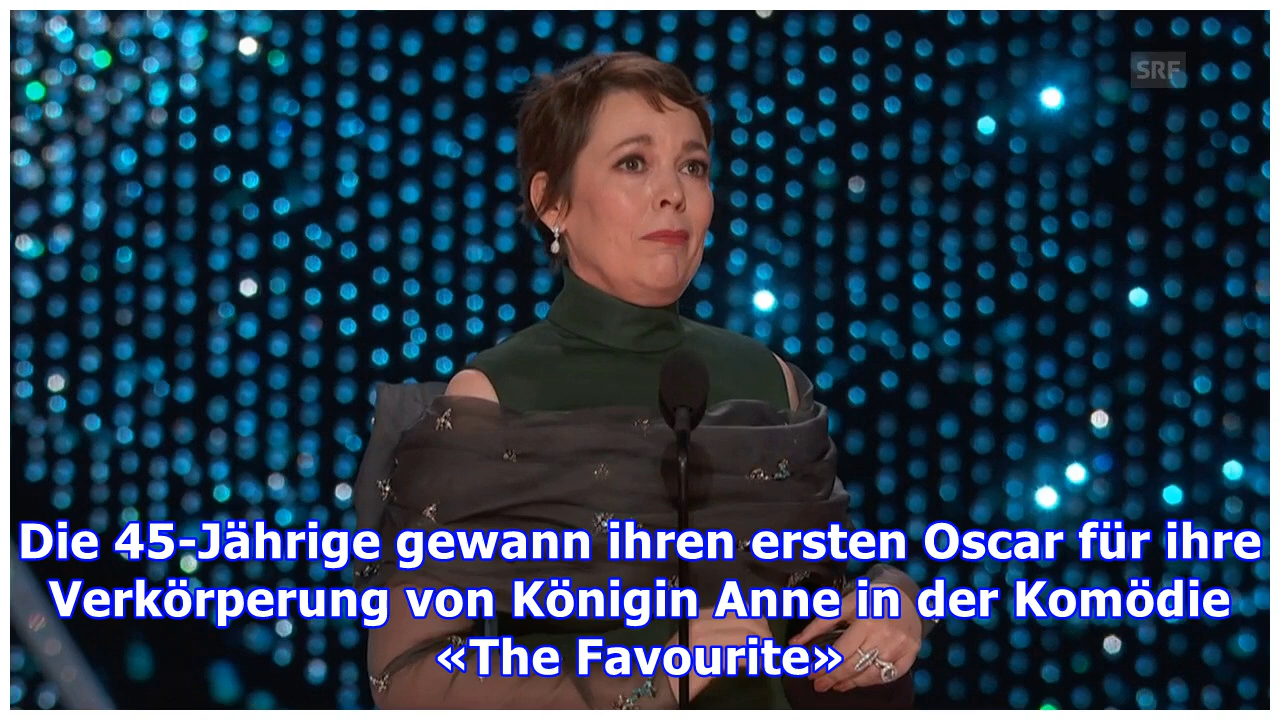 SRF
Die 45-Jährige gewann ihren ersten Oscar für ihre
Verkörperung von Königin Anne in der Komödie
«The Favourite»